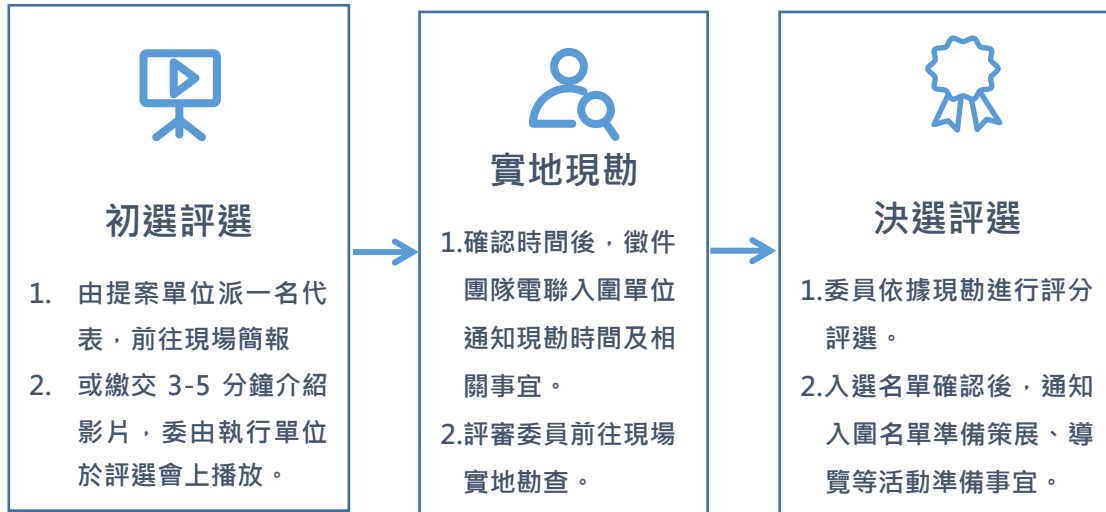 初選評選
1. 由提案單位派一名代
表，前往現場簡報
2. 或繳交 3-5 分鐘介紹
影片，委由執行單位
於評選會上播放。
實地現勘
1.確認時間後，徵件
團隊電聯入圍單位
通知現勘時間及相
關事宜。
2.評審委員前往現場
實地勘查。
決選評選
1.委員依據現勘進行評分
評選。
2.入選名單確認後，通知
入圍名單準備策展、導
覽等活動準備事宜。